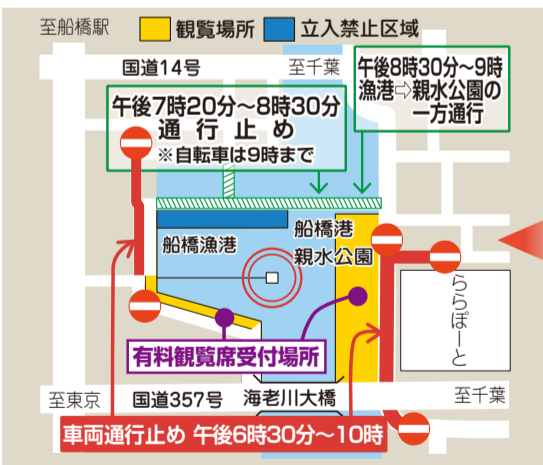 至船橋駅
観覧場所
立入禁止区域
国道14号
至千葉
午後8時30分～9時
漁港⇨親水公園の
一方通行
午後7時20分～8時30分
通行止め
※自転車は9時まで
船橋漁港
船橋港
親水公園
ららぽーと
有料観覧席受付場所
至東京
国道357号
海老川大橋
至千葉
車両通行止め 午後6時30分～10時